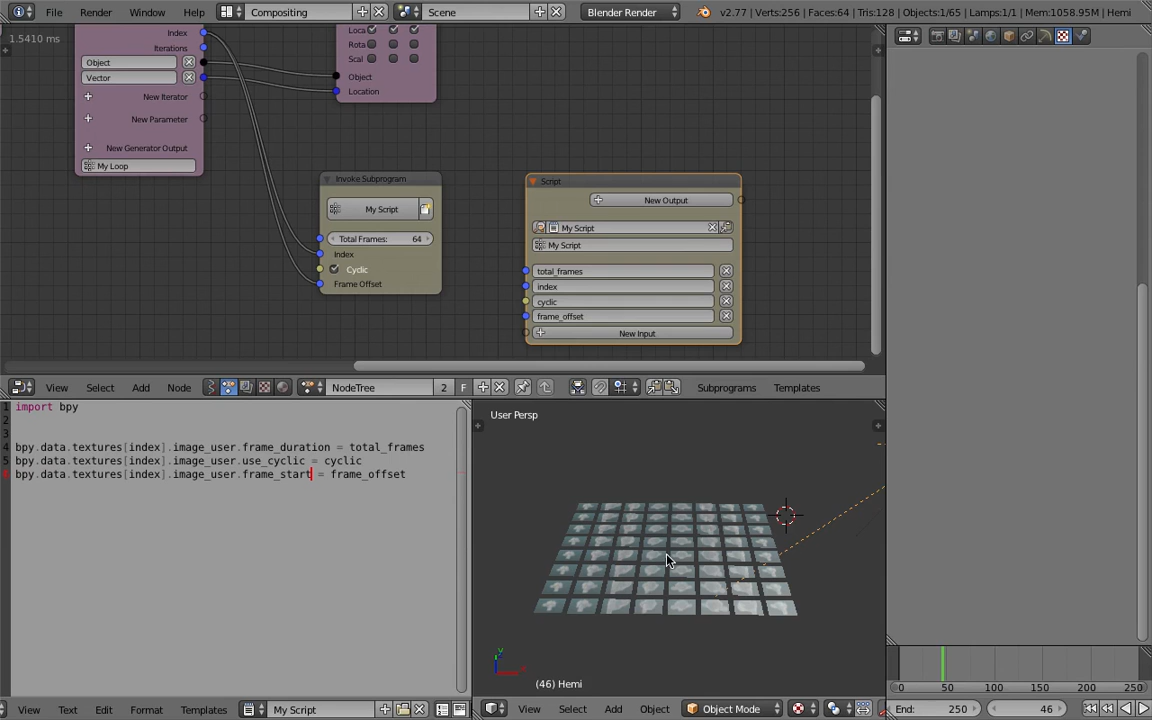 File Render Window Help Compositing Scene Blender Render v2.77 | Verts:256 | Faces:64 | Tris:128 | Objects:1/65 | Lamps:1/1 | Mem:1058.95M | Hemi
1.5410 ms
Index
Iterations
Object
Vector
New Iterator
New Parameter
New Generator Output
My Loop
Loca
Rota
Scal
Object
Location
Invoke Subprogram
My Script
Total Frames: 64
Index
Cyclic
Frame Offset
Script
New Output
My Script
My Script
total_frames
index
cyclic
frame_offset
New Input
View Select Add Node NodeTree 2 F Subprograms Templates
1 import bpy
2
3
4 bpy.data.textures[index].image_user.frame_duration = total_frames
5 bpy.data.textures[index].image_user.use_cyclic = cyclic
6 bpy.data.textures[index].image_user.frame_start = frame_offset
User Persp
(46) Hemi
View Text Edit Format Templates My Script
View Select Add Object Object Mode
0 50 100 150 200 250
End: 250 46